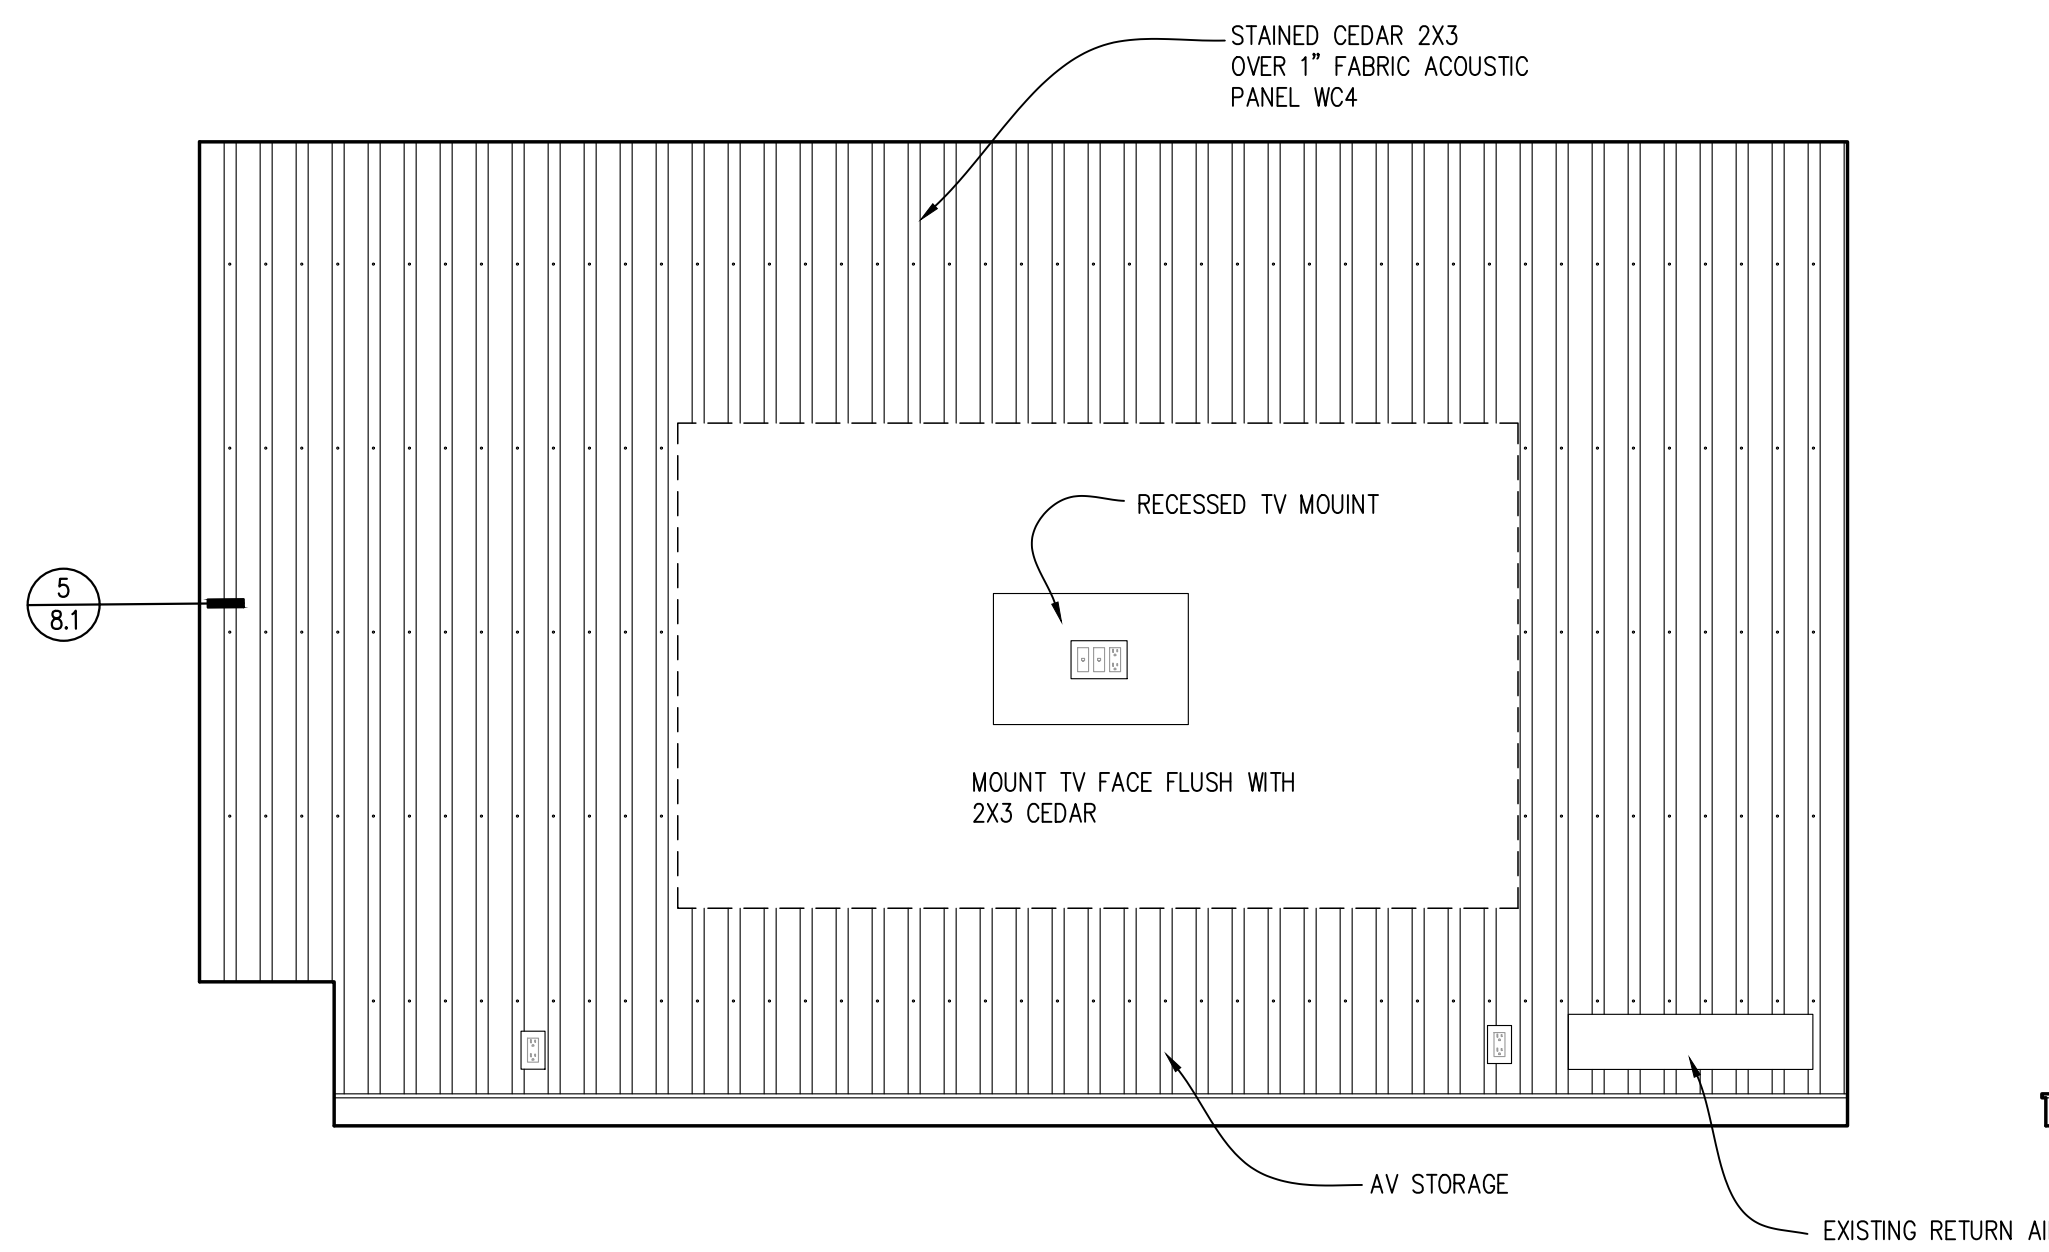 STAINED CEDAR 2X3
OVER 1" FABRIC ACOUSTIC
PANEL WC4
RECESSED TV MOUINT
5
8.1
MOUNT TV FACE FLUSH WITH
2X3 CEDAR
AV STORAGE
EXISTING RETURN